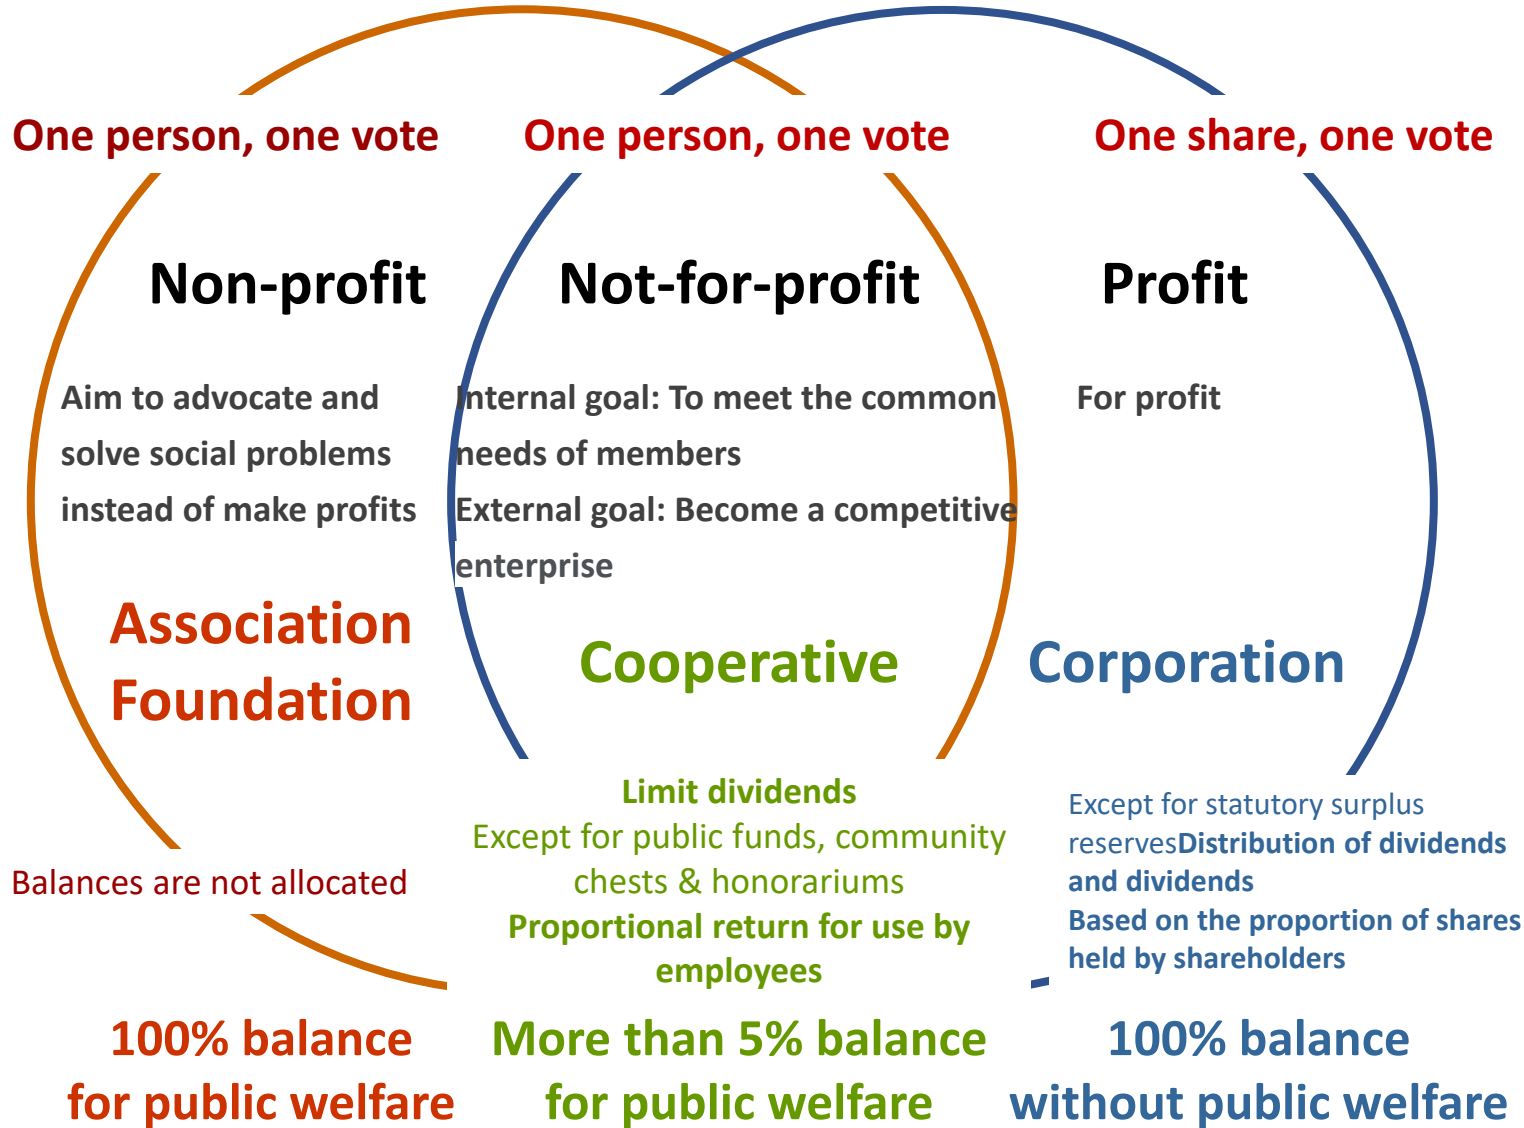 One person, one vote
One person, one vote
One share, one vote
Non-profit
Not-for-profit
Profit
Aim to advocate and
solve social problems
instead of make profits
Internal goal: To meet the common
needs of members
External goal: Become a competitive
enterprise
For profit
Association
Foundation
Cooperative
Corporation
Balances are not allocated
Limit dividends
Except for public funds, community
chests & honorariums
Proportional return for use by
employees
Except for statutory surplus
reservesDistribution of dividends
and dividends
Based on the proportion of shares
held by shareholders
100% balance
for public welfare
More than 5% balance
for public welfare
100% balance
without public welfare